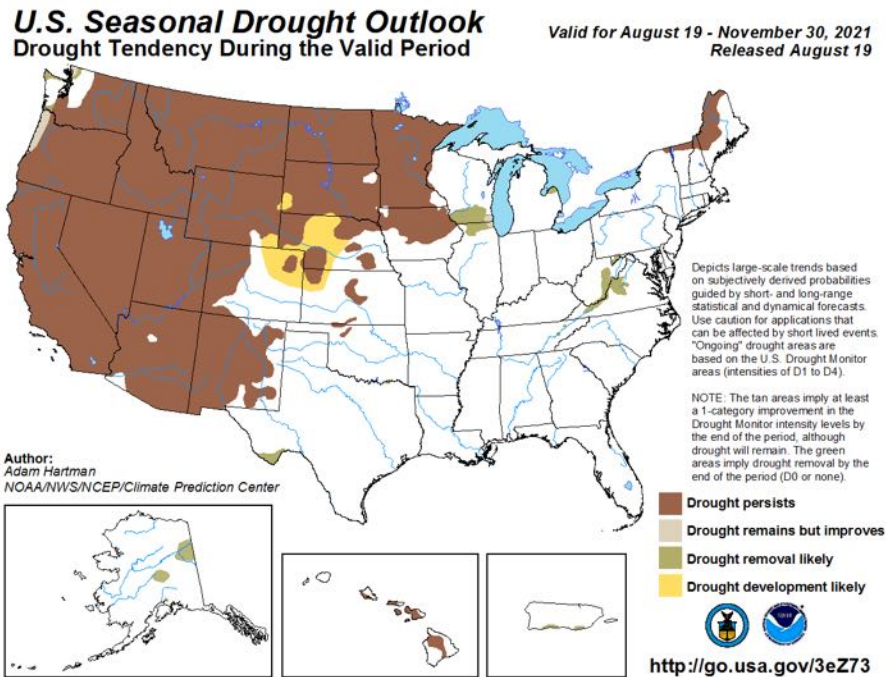 U.S. Seasonal Drought Outlook
Drought Tendency During the Valid Period
Valid for August 19 - November 30, 2021
Released August 19
Depicts large-scale trends based
on subjectively derived probabilities
guided by short- and long-range
statistical and dynamical forecasts.
Use caution for applications that
can be affected by short lived events.
"Ongoing" drought areas are
based on the U.S. Drought Monitor
areas (intensities of D1 to D4).
NOTE: The tan areas imply at least
a 1-category improvement in the
Drought Monitor intensity levels by
the end of the period, although
drought will remain. The green
areas imply drought removal by the
end of the period (D0 or none).
Author:
Adam Hartman
NOAA/NWS/NCEP/Climate Prediction Center
Drought persists
Drought remains but improves
Drought removal likely
Drought development likely
http://go.usa.gov/3eZ73